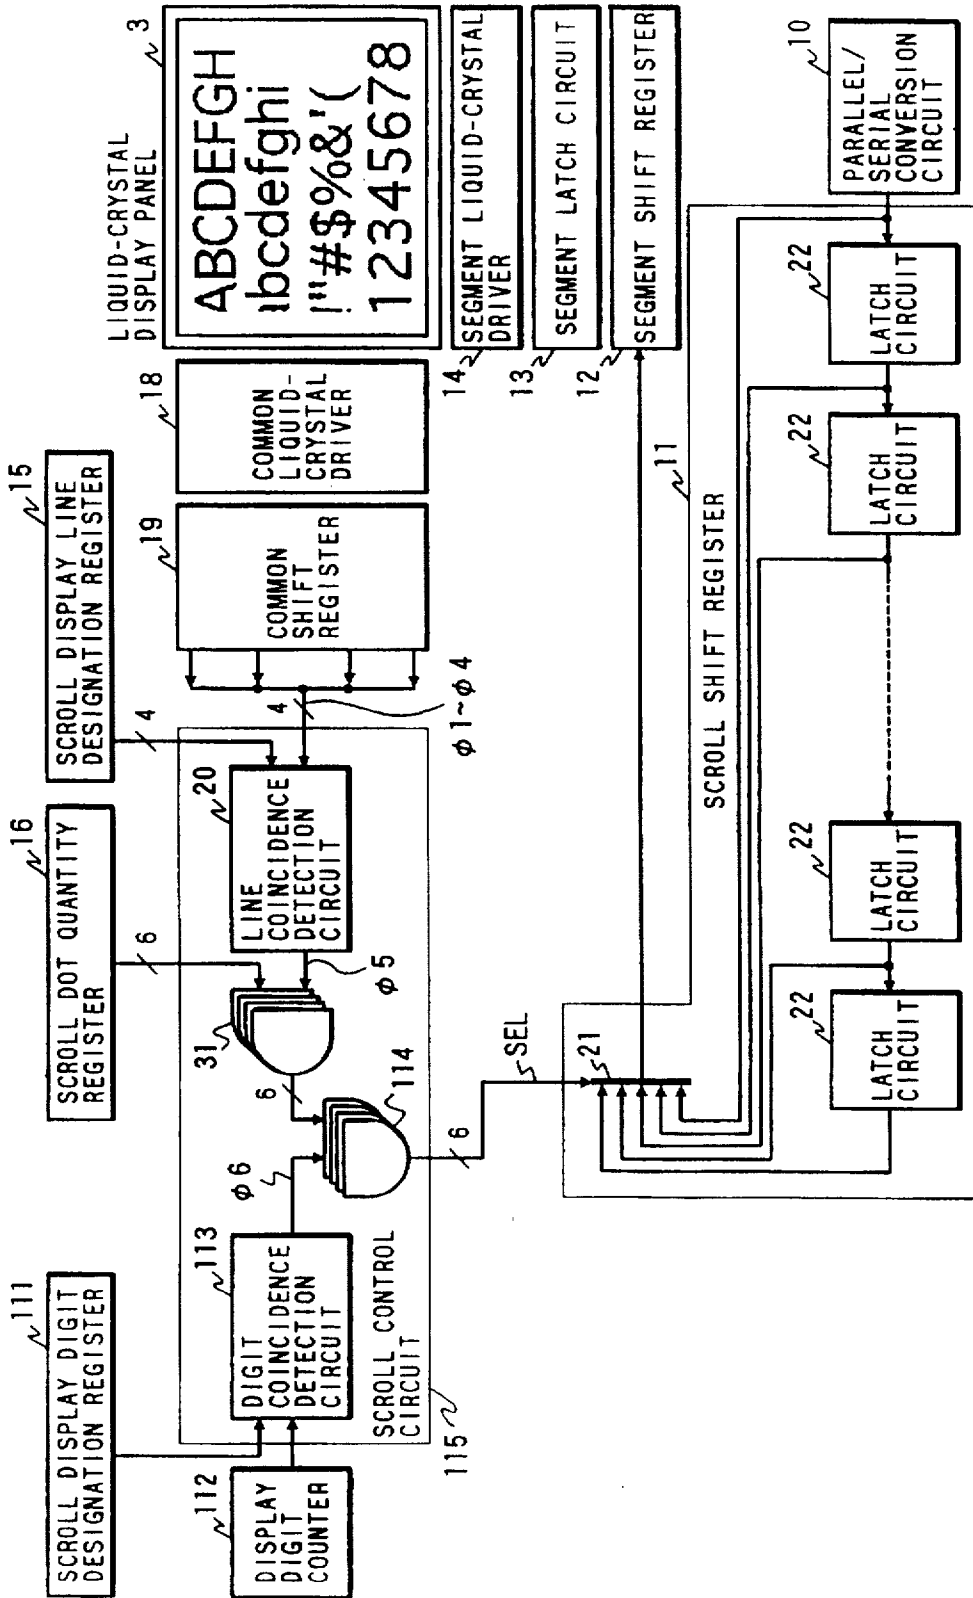 SCROLL DISPLAY DIGIT
DESIGNATION REGISTER
111
SCROLL DOT QUANTITY
REGISTER
16
SCROLL DISPLAY LINE
DESIGNATION REGISTER
15
6
4
112
DISPLAY
DIGIT
COUNTER
113
DIGIT
COINCIDENCE
DETECTION
CIRCUIT
SCROLL CONTROL
CIRCUIT
115
φ6
31
6
114
φ5
20
LINE
COINCIDENCE
DETECTION
CIRCUIT
4
φ1~φ4
19
COMMON
SHIFT
REGISTER
18
COMMON
LIQUID-
CRYSTAL
DRIVER
LIQUID-CRYSTAL
DISPLAY PANEL
3
ABCDEFGH
ıbcdefghi
!"#$%&'(
12345678
14
SEGMENT LIQUID-CRYSTAL
DRIVER
13
SEGMENT LATCH CIRCUIT
12
SEGMENT SHIFT REGISTER
6
SEL
21
11
SCROLL SHIFT REGISTER
22
LATCH
CIRCUIT
22
LATCH
CIRCUIT
22
LATCH
CIRCUIT
22
LATCH
CIRCUIT
10
PARALLEL/
SERIAL
CONVERSION
CIRCUIT